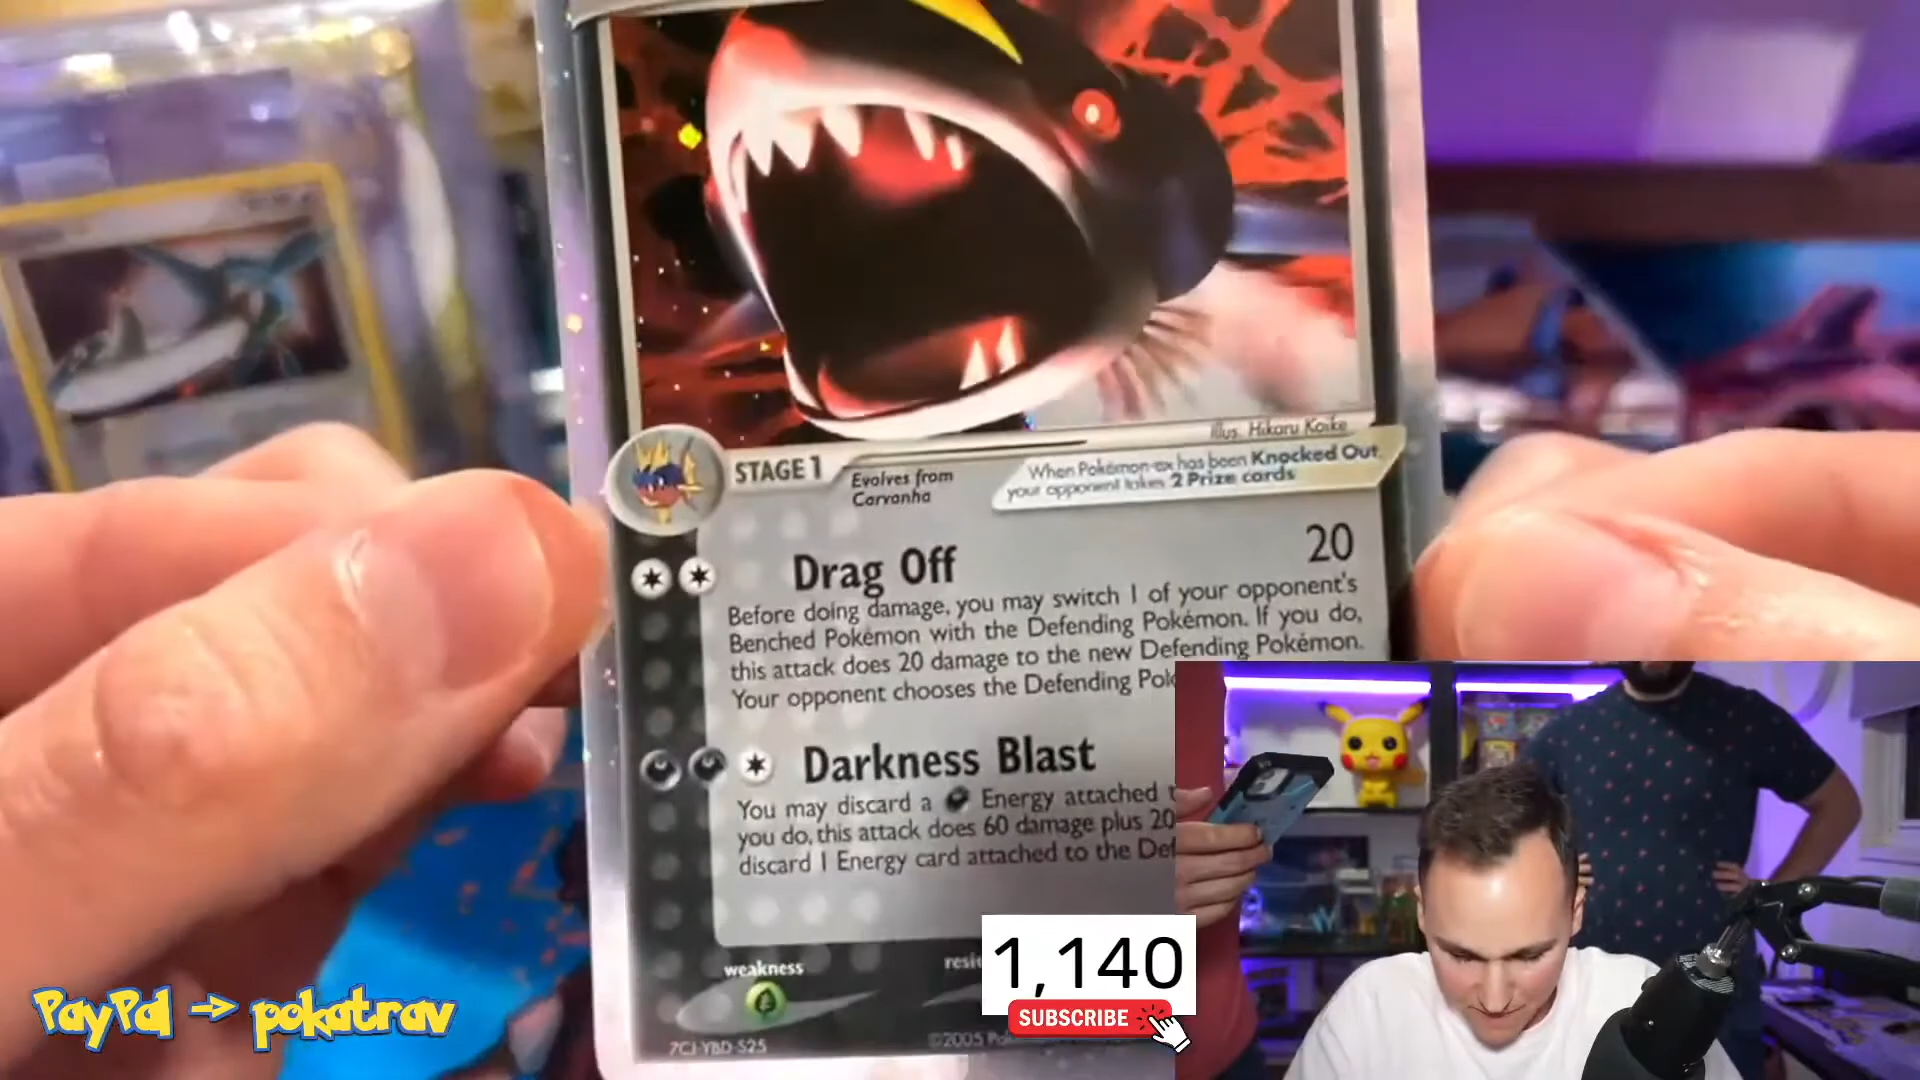 Illus. Hikaru Koike
STAGE 1
Evolves from
Carvanha
When Pokémon-ex has been Knocked Out,
your opponent takes 2 Prize cards
Drag Off 20
Before doing damage, you may switch 1 of your opponent's
Benched Pokémon with the Defending Pokémon. If you do,
this attack does 20 damage to the new Defending Pokémon.
Your opponent chooses the Defending
Darkness Blast
You may discard a Energy attached
you do, this attack does 60 damage plus 20
discard 1 Energy card attached to the
weakness
7CJ-YBD-S25
©2005
1,140
SUBSCRIBE
PayPal → pokatrav